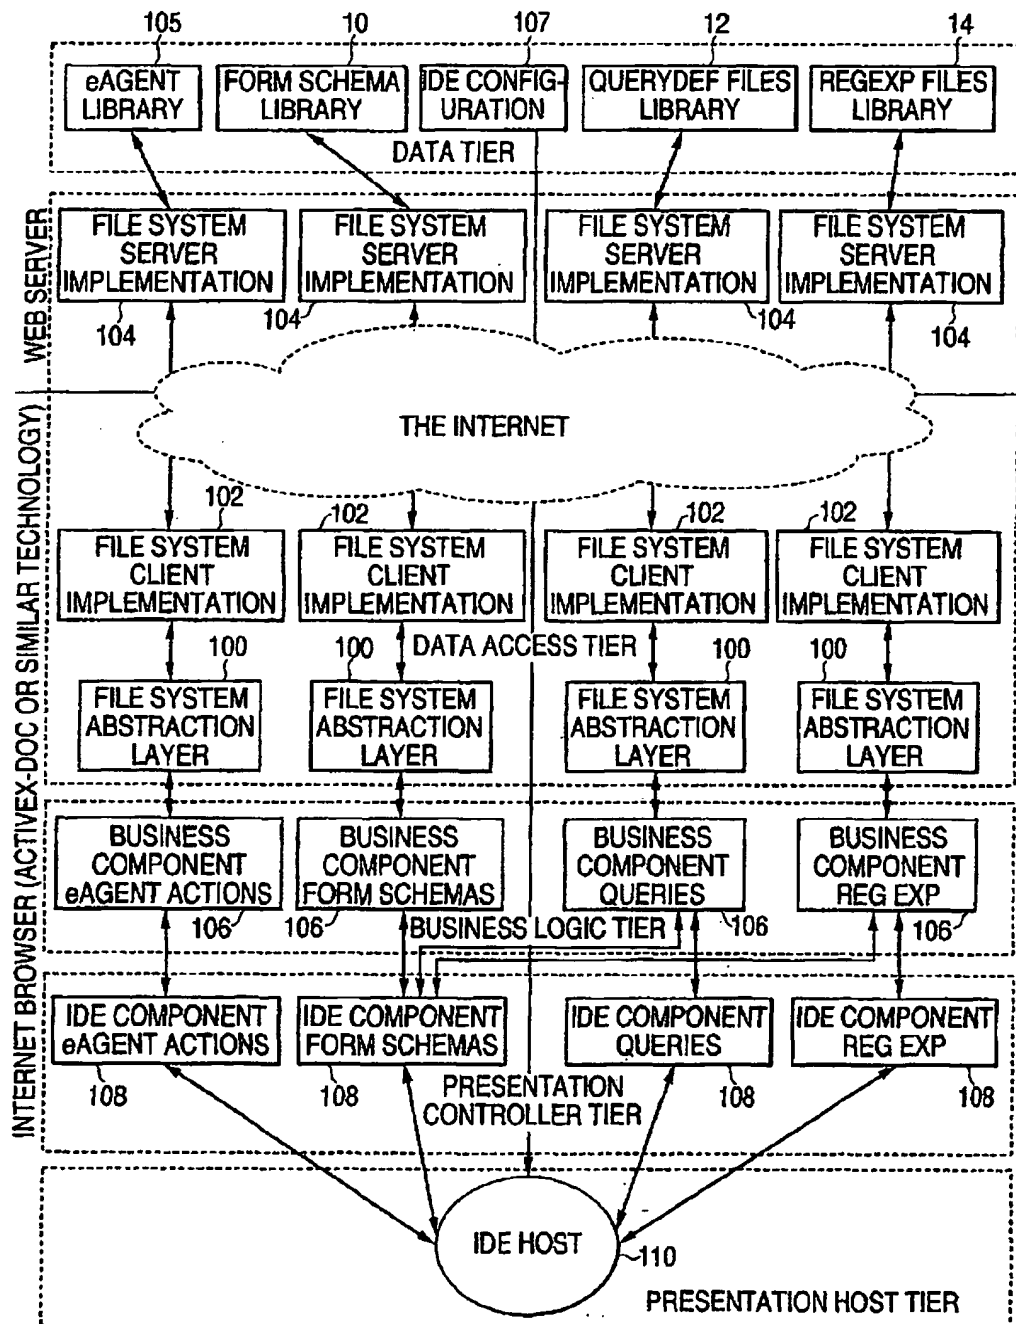 105
10
107
12
14
eAGENT
LIBRARY
FORM SCHEMA
LIBRARY
IDE CONFIG-
URATION
QUERYDEF FILES
LIBRARY
REGEXP FILES
LIBRARY
DATA TIER
WEB SERVER
FILE SYSTEM
SERVER
IMPLEMENTATION
FILE SYSTEM
SERVER
IMPLEMENTATION
FILE SYSTEM
SERVER
IMPLEMENTATION
FILE SYSTEM
SERVER
IMPLEMENTATION
104
104
104
104
THE INTERNET
INTERNET BROWSER (ACTIVEX-DOC OR SIMILAR TECHNOLOGY)
102
102
102
102
FILE SYSTEM
CLIENT
IMPLEMENTATION
FILE SYSTEM
CLIENT
IMPLEMENTATION
FILE SYSTEM
CLIENT
IMPLEMENTATION
FILE SYSTEM
CLIENT
IMPLEMENTATION
DATA ACCESS TIER
100
100
100
100
FILE SYSTEM
ABSTRACTION
LAYER
FILE SYSTEM
ABSTRACTION
LAYER
FILE SYSTEM
ABSTRACTION
LAYER
FILE SYSTEM
ABSTRACTION
LAYER
BUSINESS
COMPONENT
eAGENT ACTIONS
BUSINESS
COMPONENT
FORM SCHEMAS
BUSINESS
COMPONENT
QUERIES
BUSINESS
COMPONENT
REG EXP
106
106
106
106
BUSINESS LOGIC TIER
IDE COMPONENT
eAGENT ACTIONS
IDE COMPONENT
FORM SCHEMAS
IDE COMPONENT
QUERIES
IDE COMPONENT
REG EXP
108
108
108
108
PRESENTATION
CONTROLLER TIER
IDE HOST
110
PRESENTATION HOST TIER